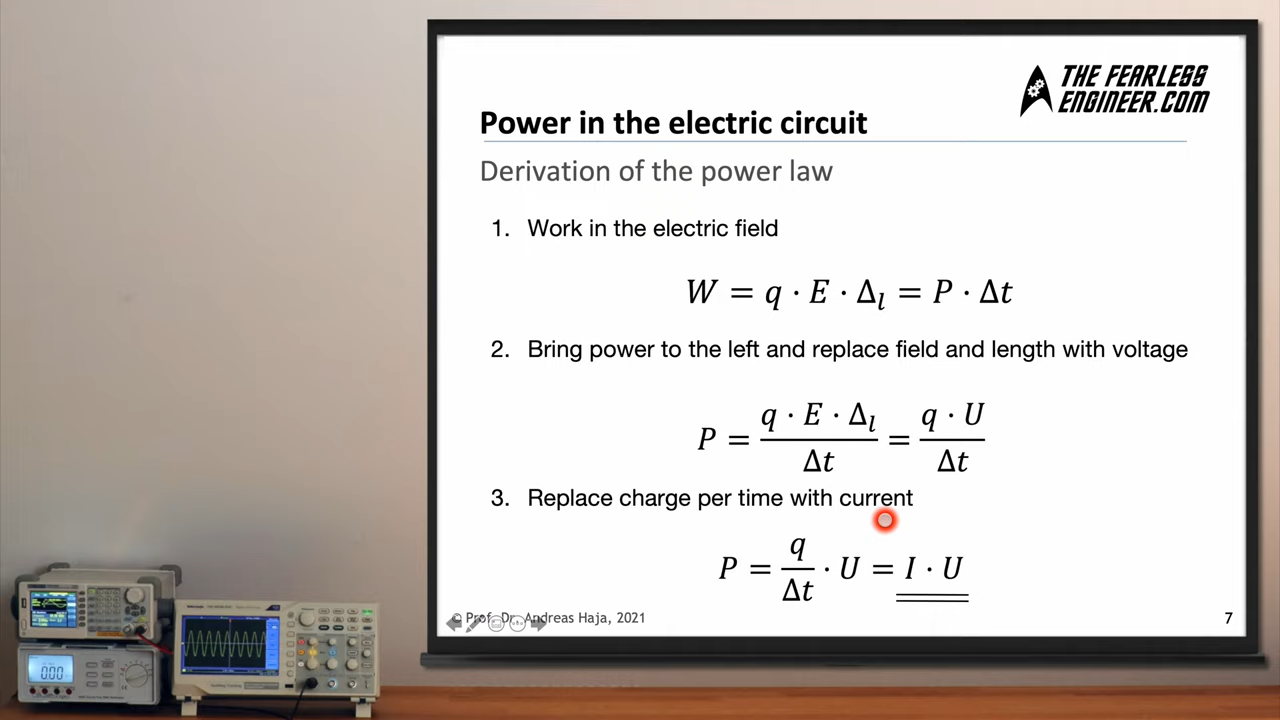 THE FEARLESS
ENGINEER.COM
Power in the electric circuit
Derivation of the power law
1. Work in the electric field
W = q · E · Δₗ = P · Δt
2. Bring power to the left and replace field and length with voltage
P = (q · E · Δₗ)/Δt = (q · U)/Δt
3. Replace charge per time with current
P = q/Δt · U = I · U
© Prof. Dr. Andreas Haja, 2021
7
0.00